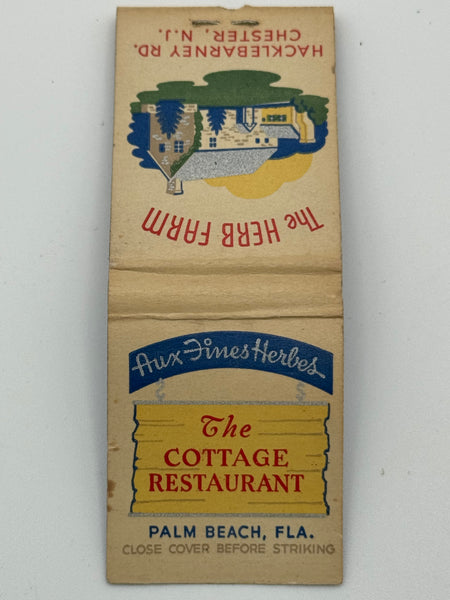 HACKLEBARNEY RD.
CHESTER, N.J.
The HERB FARM
Aux Fines Herbes
The
COTTAGE
RESTAURANT
PALM BEACH, FLA.
CLOSE COVER BEFORE STRIKING